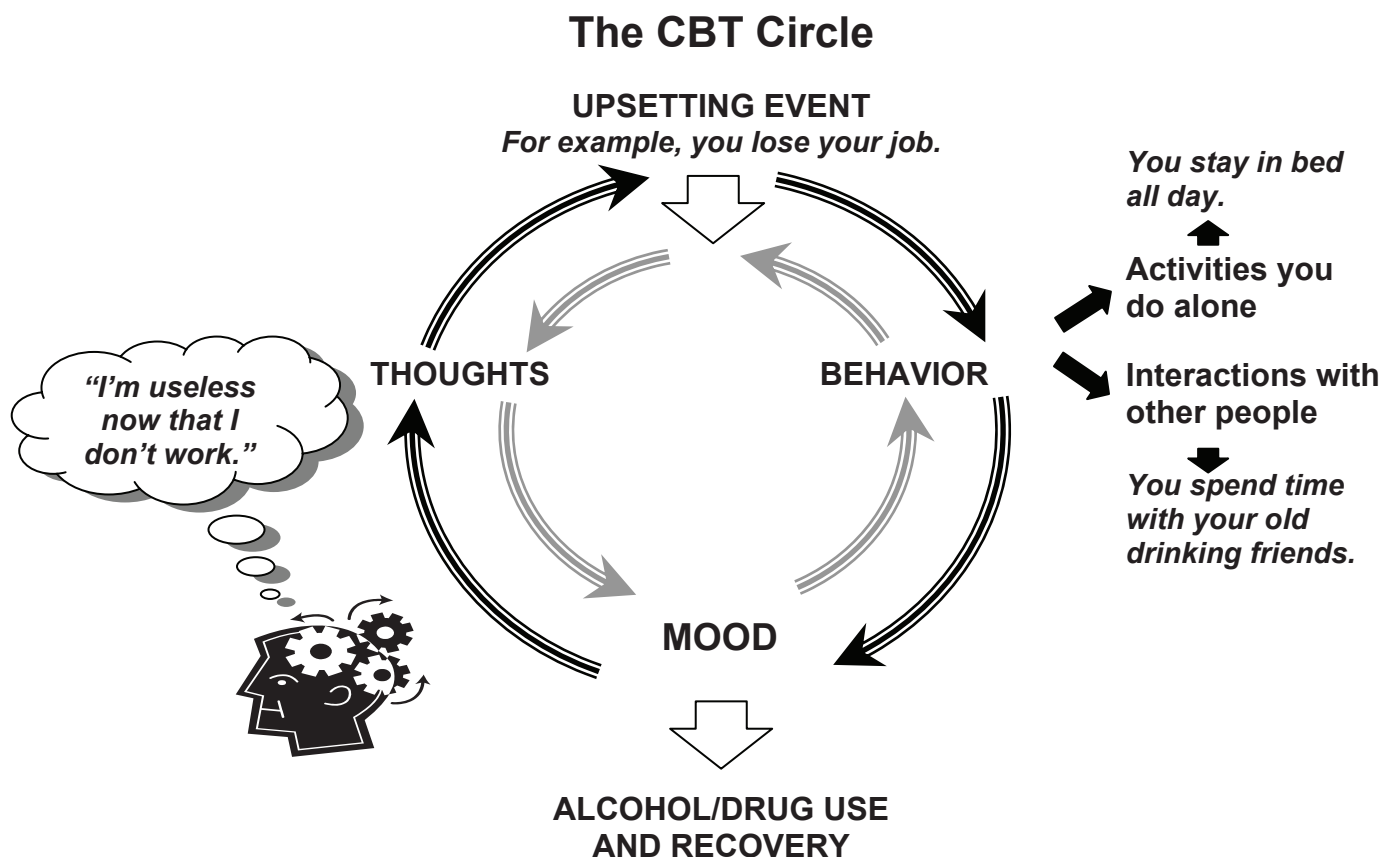 The CBT Circle
UPSETTING EVENT
For example, you lose your job.
You stay in bed
all day.
Activities you
do alone
THOUGHTS
BEHAVIOR
Interactions with
other people
“I’m useless
now that I
don’t work.”
You spend time
with your old
drinking friends.
MOOD
ALCOHOL/DRUG USE
AND RECOVERY